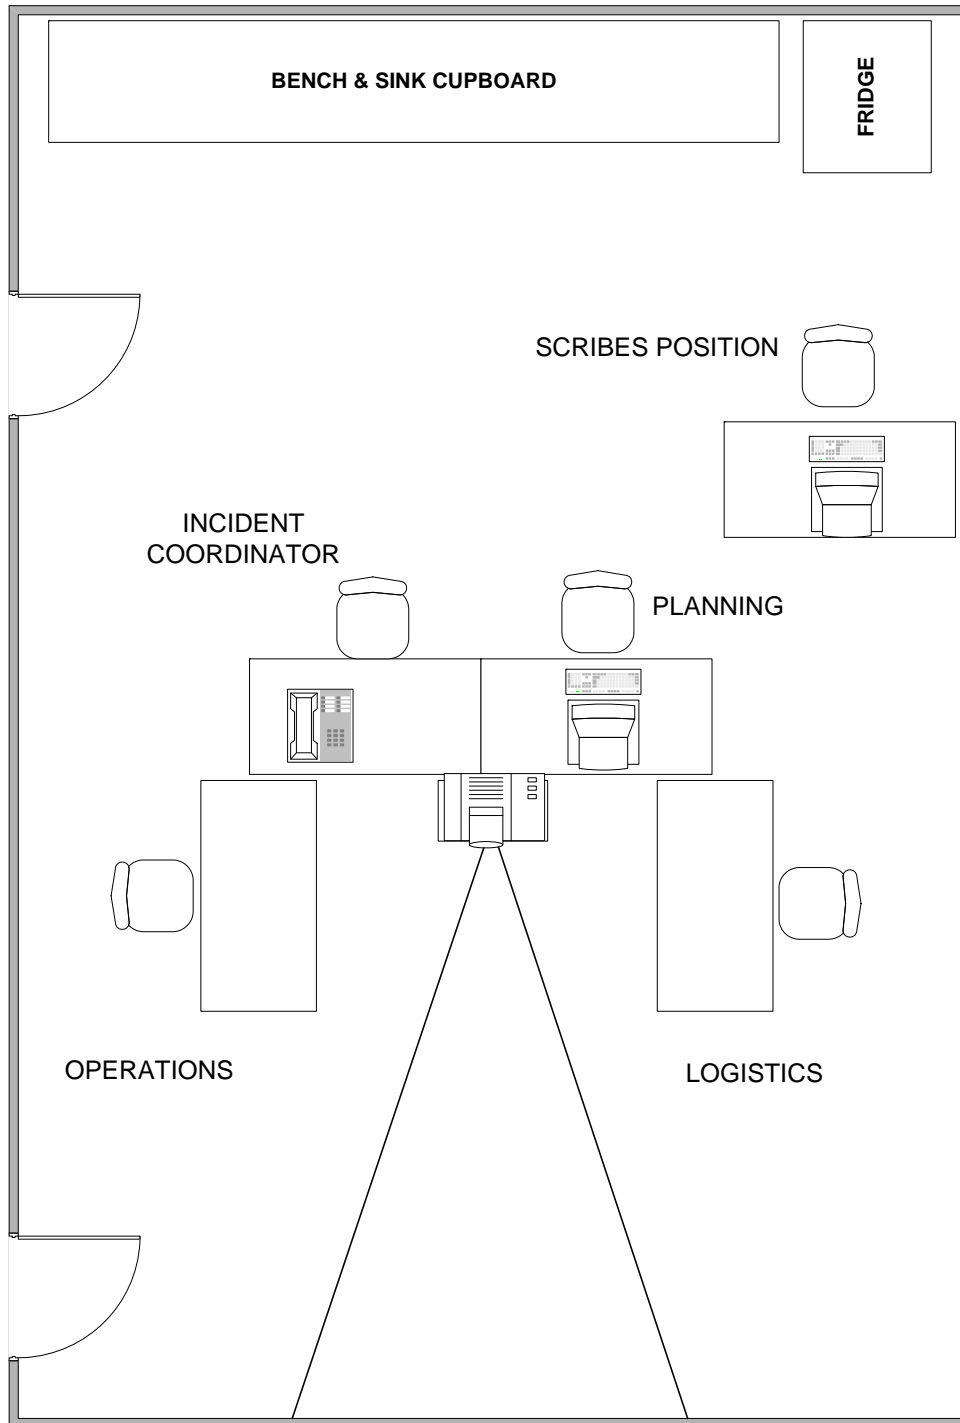 BENCH & SINK CUPBOARD
FRIDGE
SCRIBES POSITION
INCIDENT
COORDINATOR
PLANNING
OPERATIONS
LOGISTICS